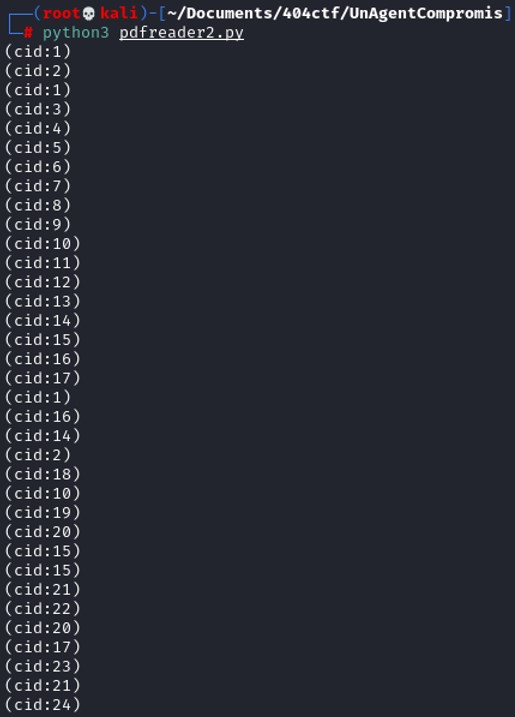 ┌──(root💀kali)-[~/Documents/404ctf/UnAgentCompromis]
└─# python3 pdfreader2.py
(cid:1)
(cid:2)
(cid:1)
(cid:3)
(cid:4)
(cid:5)
(cid:6)
(cid:7)
(cid:8)
(cid:9)
(cid:10)
(cid:11)
(cid:12)
(cid:13)
(cid:14)
(cid:15)
(cid:16)
(cid:17)
(cid:1)
(cid:16)
(cid:14)
(cid:2)
(cid:18)
(cid:10)
(cid:19)
(cid:20)
(cid:15)
(cid:15)
(cid:21)
(cid:22)
(cid:20)
(cid:17)
(cid:23)
(cid:21)
(cid:24)